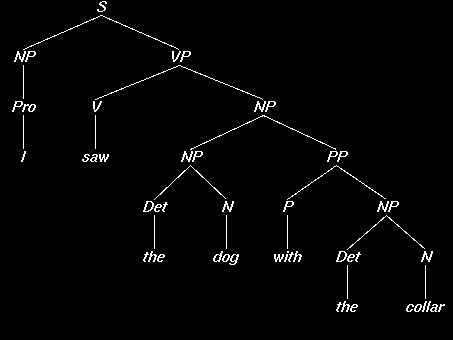 S
NP VP
Pro V NP
I saw NP PP
Det N P NP
the dog with Det N
the collar